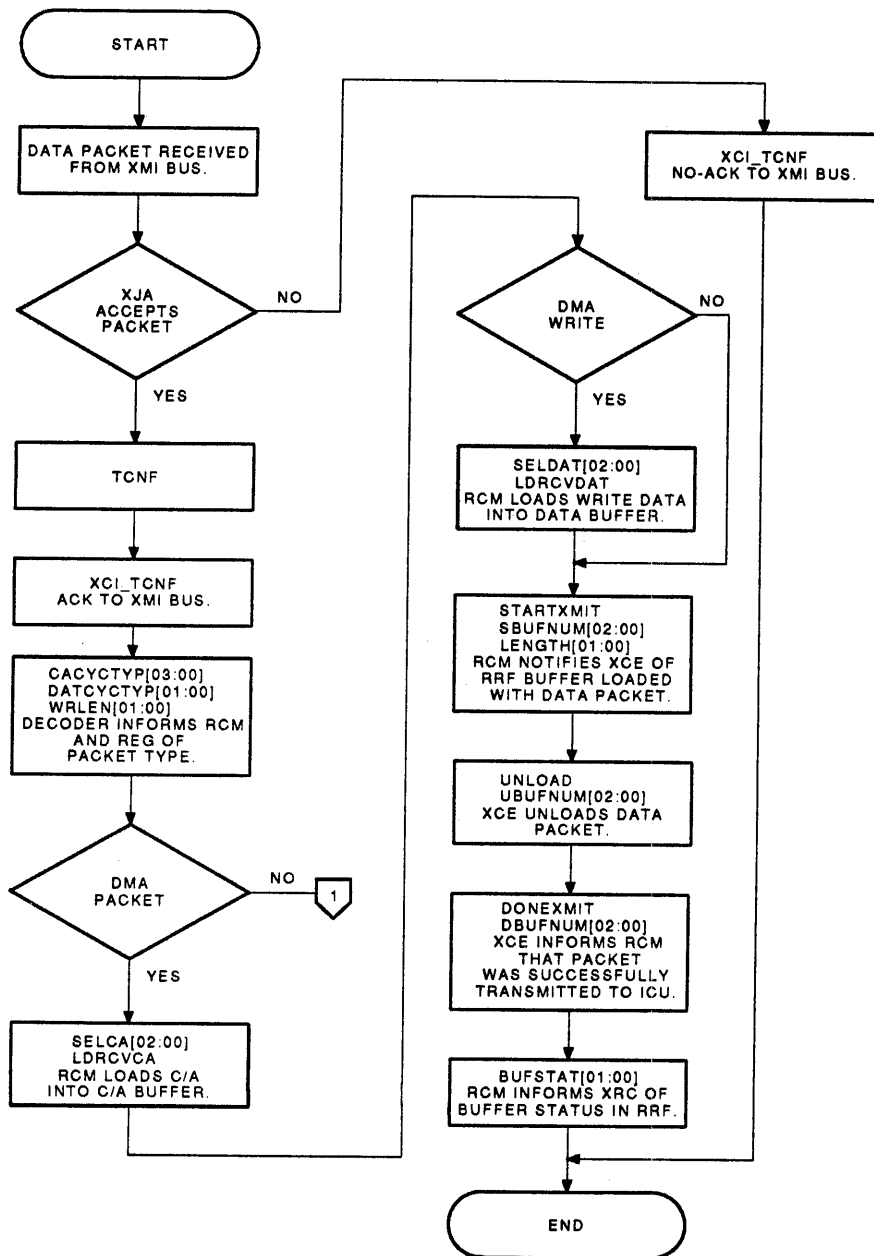 START
DATA PACKET RECEIVED
FROM XMI BUS.
XJA
ACCEPTS
PACKET
NO
YES
TCNF
XCI_TCNF
ACK TO XMI BUS.
CACYCTYP[03:00]
DATCYCTYP[01:00]
WRLEN[01:00]
DECODER INFORMS RCM
AND REG OF
PACKET TYPE.
DMA
PACKET
NO
1
YES
SELCA[02:00]
LDRCVCA
RCM LOADS C/A
INTO C/A BUFFER.
XCI_TCNF
NO-ACK TO XMI BUS.
DMA
WRITE
NO
YES
SELDAT[02:00]
LDRCVDAT
RCM LOADS WRITE DATA
INTO DATA BUFFER.
STARTXMIT
SBUFNUM[02:00]
LENGTH[01:00]
RCM NOTIFIES XCE OF
RRF BUFFER LOADED
WITH DATA PACKET.
UNLOAD
UBUFNUM[02:00]
XCE UNLOADS DATA
PACKET.
DONEXMIT
DBUFNUM[02:00]
XCE INFORMS RCM
THAT PACKET
WAS SUCCESSFULLY
TRANSMITTED TO ICU.
BUFSTAT[01:00]
RCM INFORMS XRC OF
BUFFER STATUS IN RRF.
END